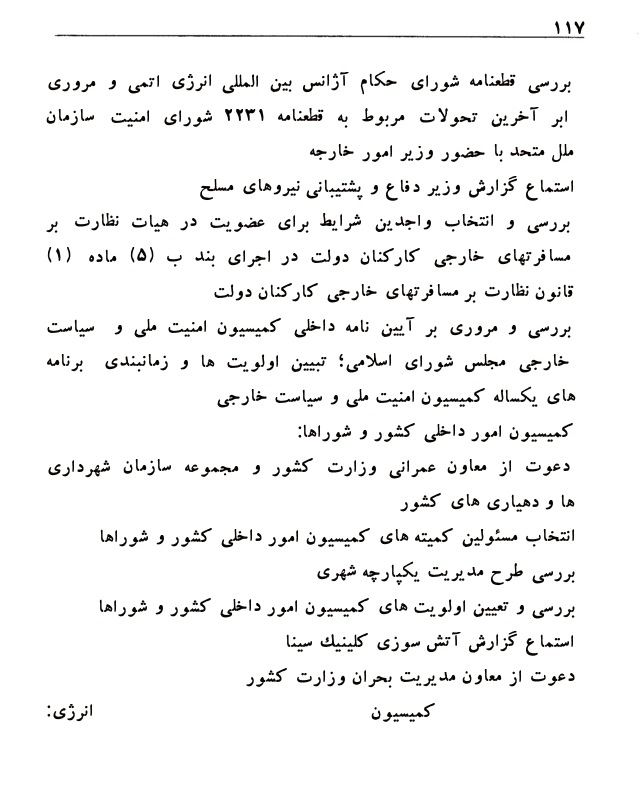 ۱۱۷
بررسی قطعنامه شورای حکام آژانس بین المللی انرژی اتمی و مروری
ابر آخرین تحولات مربوط به قطعنامه ۲۲۳۱ شورای امنیت سازمان
ملل متحد با حضور وزیر امور خارجه
استماع گزارش وزیر دفاع و پشتیبانی نیروهای مسلح
بررسی و انتخاب واجدین شرایط برای عضویت در هیات نظارت بر
مسافرتهای خارجی کارکنان دولت در اجرای بند ب (۵) ماده (۱)
قانون نظارت بر مسافرتهای خارجی کارکنان دولت
بررسی و مروری بر آیین نامه داخلی کمیسیون امنیت ملی و سیاست
خارجی مجلس شورای اسلامی؛ تبیین اولویت ها و زمانبندی برنامه
های یکساله کمیسیون امنیت ملی و سیاست خارجی
کمیسیون امور داخلی کشور و شوراها:
دعوت از معاون عمرانی وزارت کشور و مجموعه سازمان شهرداری
ها و دهیاری های کشور
انتخاب مسئولین کمیته های کمیسیون امور داخلی کشور و شوراها
بررسی طرح مدیریت یکپارچه شهری
بررسی و تعیین اولویت های کمیسیون امور داخلی کشور و شوراها
استماع گزارش آتش سوزی کلینیك سینا
دعوت از معاون مدیریت بحران وزارت کشور
کمیسیون انرژی: